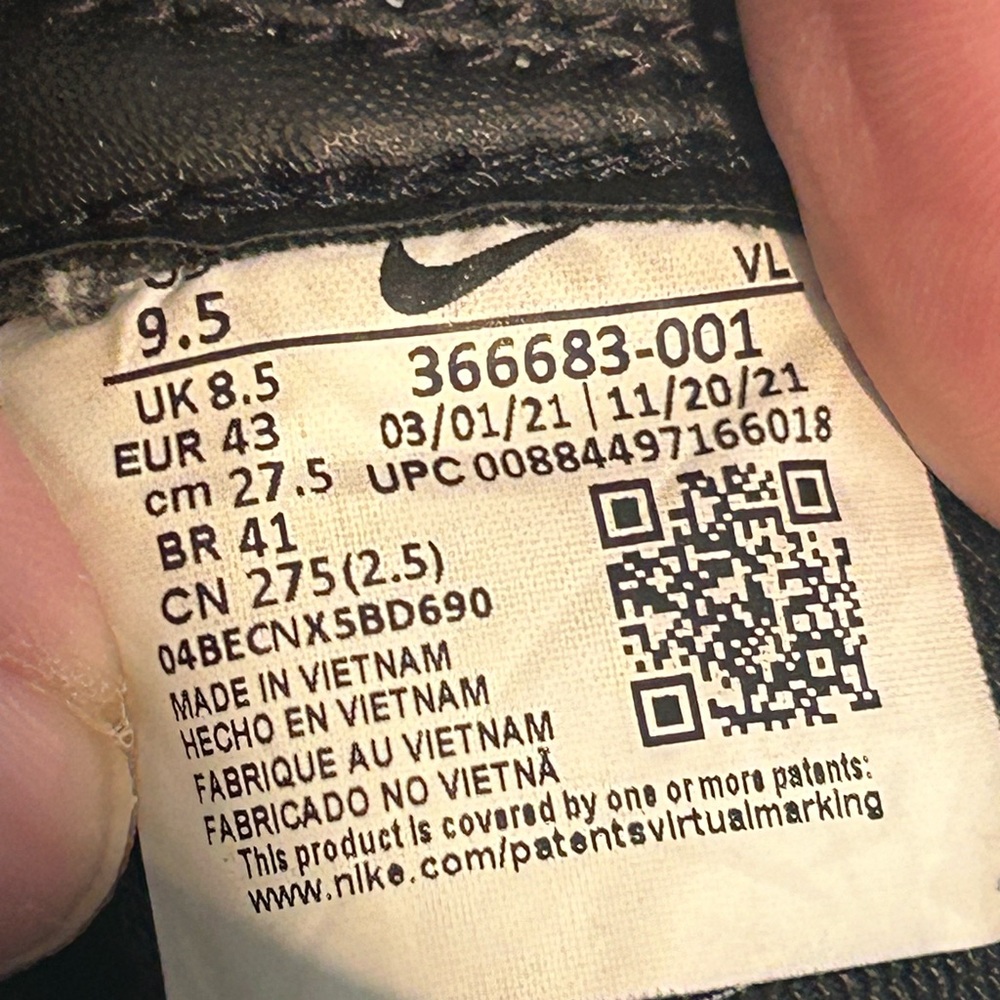 US VL
9.5
366683-001
UK 8.5
03/01/21 | 11/20/21
EUR 43
UPC 00884497166018
cm 27.5
BR 41
CN 275(2.5)
04BECNX5BD690
MADE IN VIETNAM
HECHO EN VIETNAM
FABRIQUE AU VIETNAM
FABRICADO NO VIETNÃ
This product is covered by one or more patents:
www.nike.com/patentsvirtualmarking